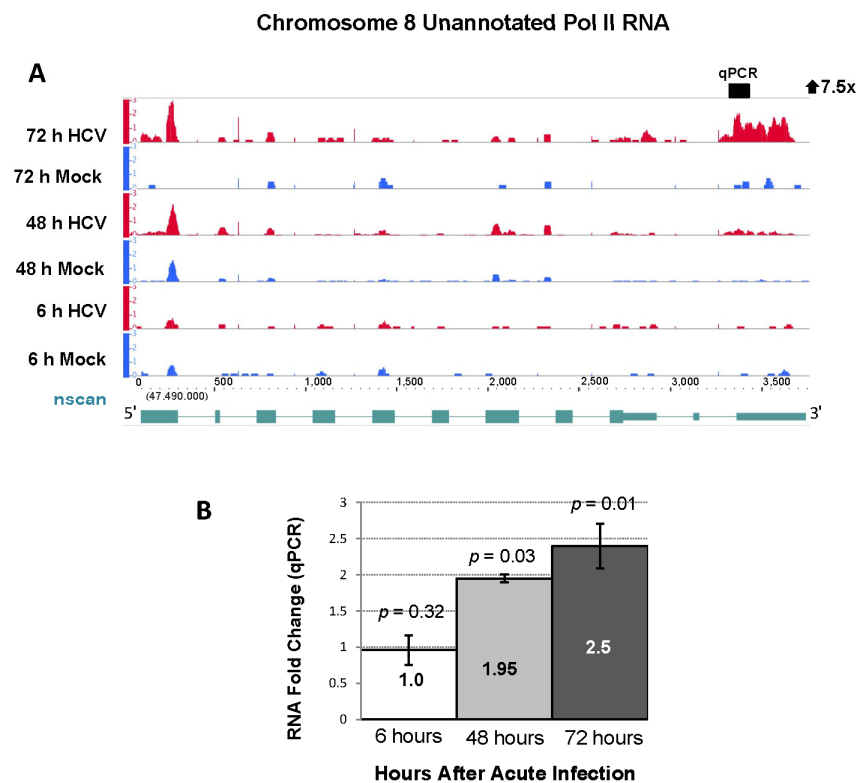 Chromosome 8 Unannotated Pol II RNA
A
qPCR
7.5x
72 h HCV
72 h Mock
48 h HCV
48 h Mock
6 h HCV
6 h Mock
0 500 1,000 1,500 2,000 2,500 3,000 3,500
(47.490.000)
nscan
5' 3'
B
RNA Fold Change (qPCR)
3
2.5
2
1.5
1
0.5
0
p = 0.32
p = 0.03
p = 0.01
1.0
1.95
2.5
6 hours 48 hours 72 hours
Hours After Acute Infection